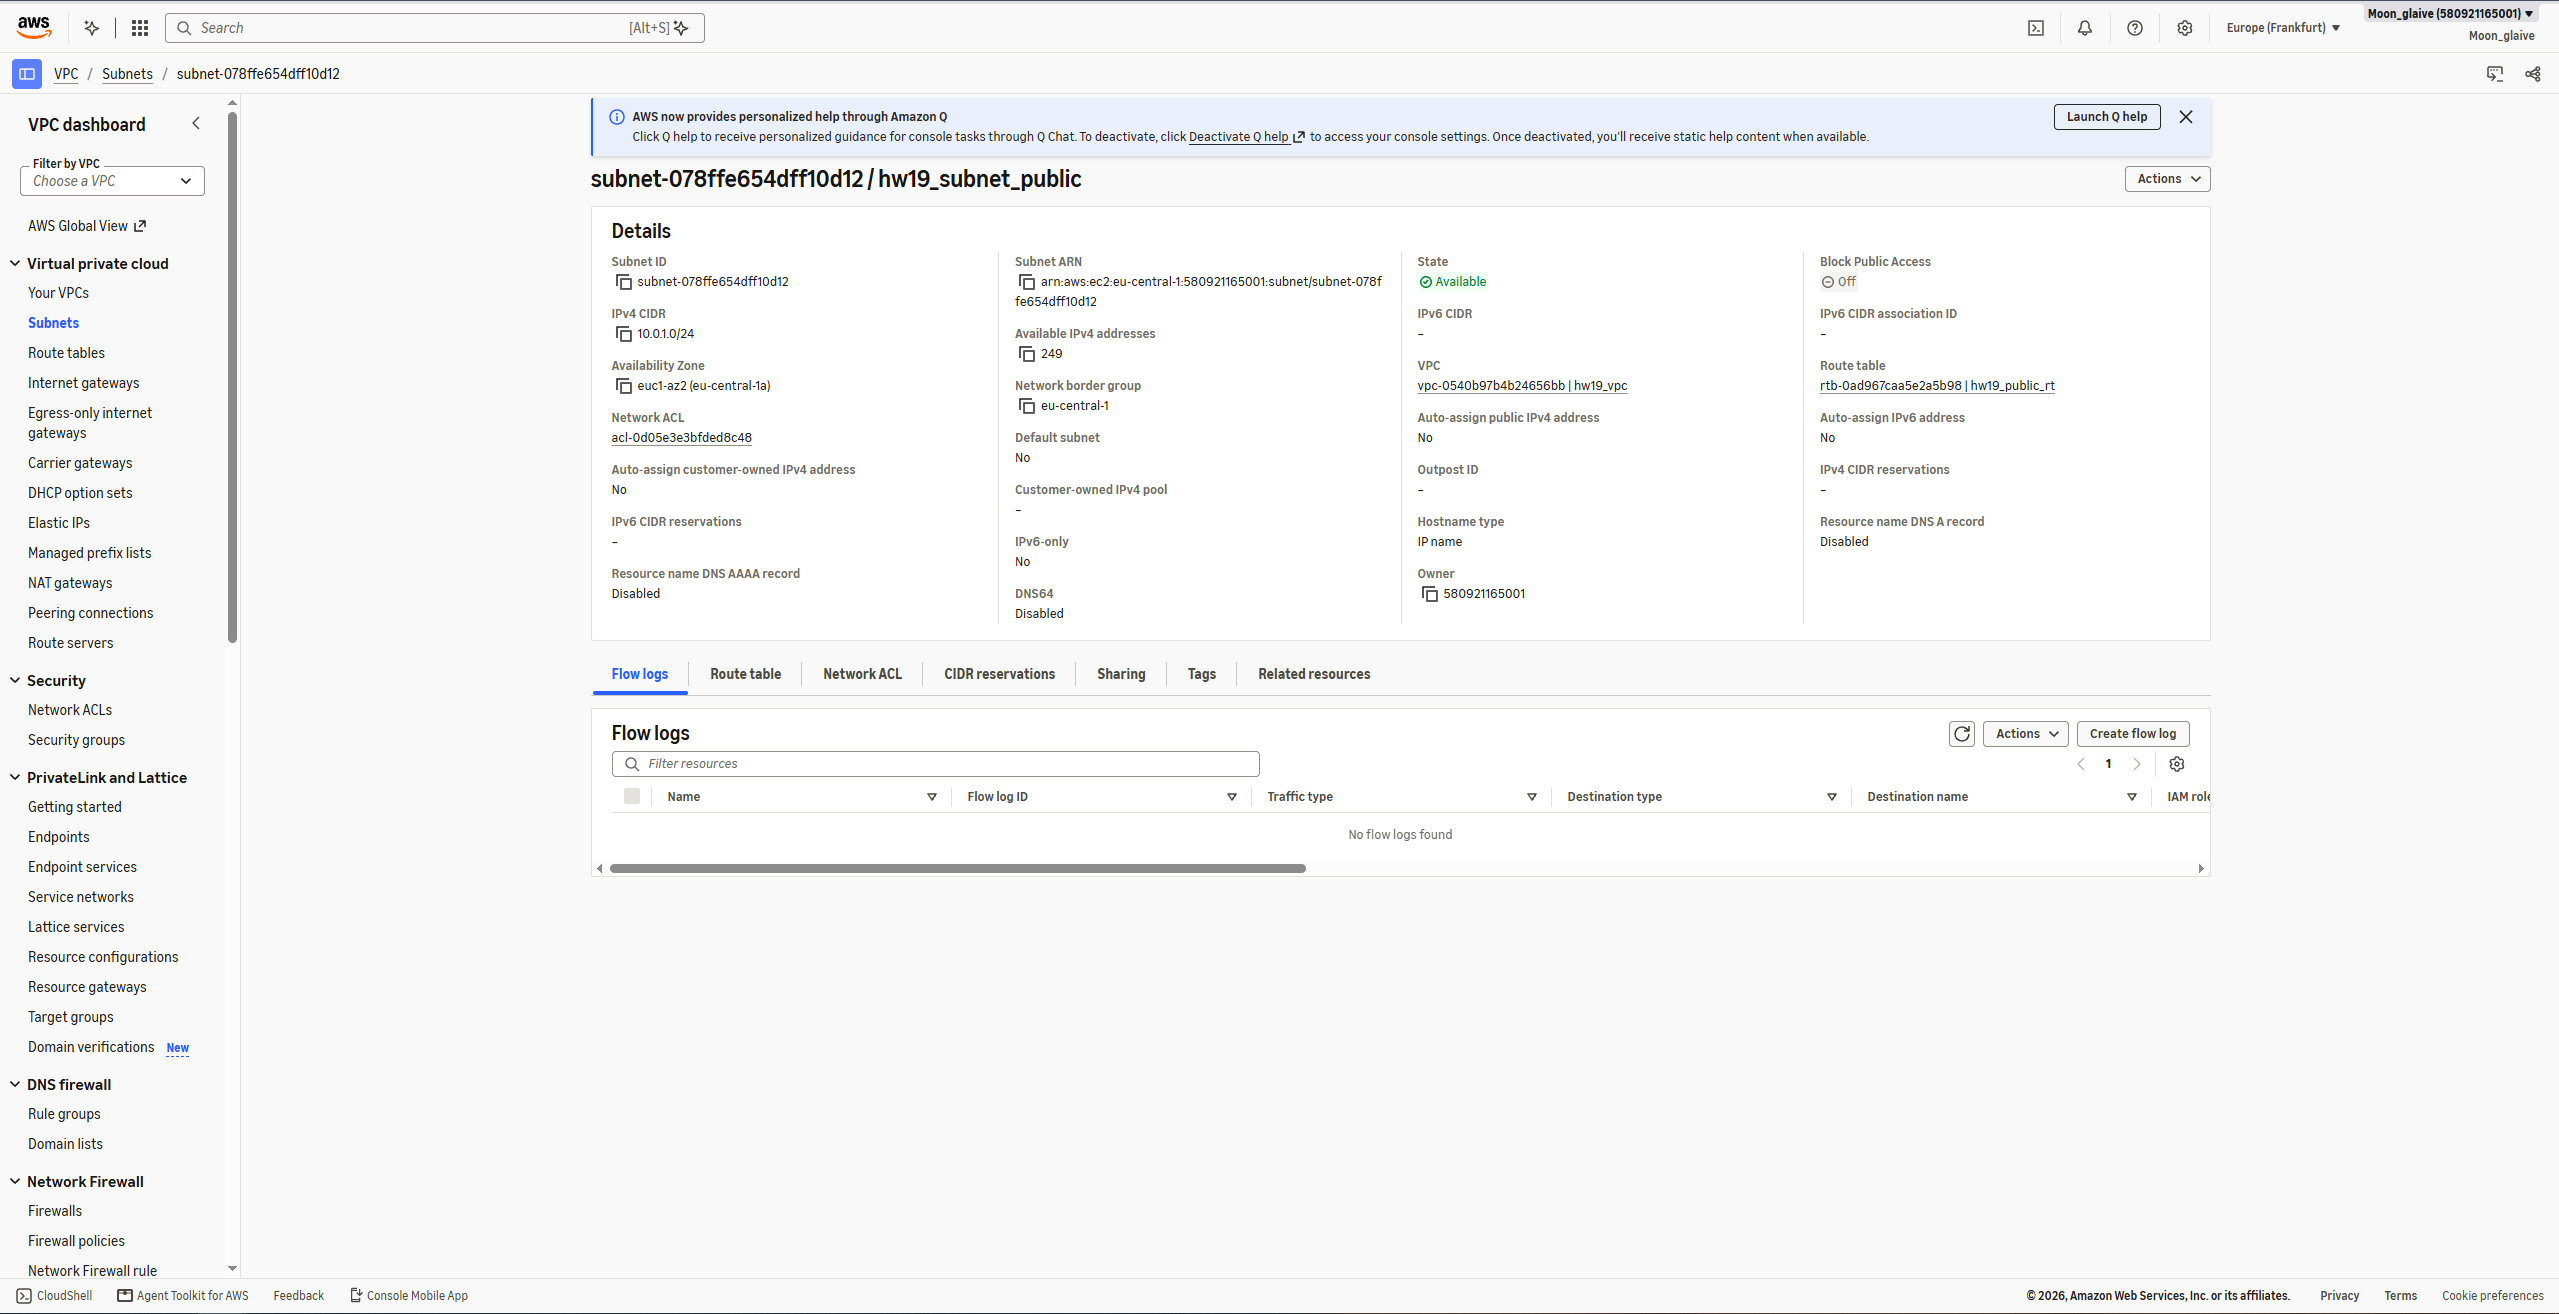 aws
Search [Alt+S]
Europe (Frankfurt)
Moon_glaive (580921165001)
Moon_glaive
VPC / Subnets / subnet-078ffe654dff10d12
VPC dashboard
Filter by VPC
Choose a VPC
AWS Global View
Virtual private cloud
Your VPCs
Subnets
Route tables
Internet gateways
Egress-only internet
gateways
Carrier gateways
DHCP option sets
Elastic IPs
Managed prefix lists
NAT gateways
Peering connections
Route servers
Security
Network ACLs
Security groups
PrivateLink and Lattice
Getting started
Endpoints
Endpoint services
Service networks
Lattice services
Resource configurations
Resource gateways
Target groups
Domain verifications New
DNS firewall
Rule groups
Domain lists
Network Firewall
Firewalls
Firewall policies
Network Firewall rule
AWS now provides personalized help through Amazon Q
Click Q help to receive personalized guidance for console tasks through Q Chat. To deactivate, click Deactivate Q help to access your console settings. Once deactivated, you'll receive static help content when available.
Launch Q help
subnet-078ffe654dff10d12 / hw19_subnet_public
Actions
Details
Subnet ID
subnet-078ffe654dff10d12
IPv4 CIDR
10.0.1.0/24
Availability Zone
euc1-az2 (eu-central-1a)
Network ACL
acl-0d05e3e3bfded8c48
Auto-assign customer-owned IPv4 address
No
IPv6 CIDR reservations
–
Resource name DNS AAAA record
Disabled
Subnet ARN
arn:aws:ec2:eu-central-1:580921165001:subnet/subnet-078f
fe654dff10d12
Available IPv4 addresses
249
Network border group
eu-central-1
Default subnet
No
Customer-owned IPv4 pool
–
IPv6-only
No
DNS64
Disabled
State
Available
IPv6 CIDR
–
VPC
vpc-0540b97b4b24656bb | hw19_vpc
Auto-assign public IPv4 address
No
Outpost ID
–
Hostname type
IP name
Owner
580921165001
Block Public Access
Off
IPv6 CIDR association ID
–
Route table
rtb-0ad967caa5e2a5b98 | hw19_public_rt
Auto-assign IPv6 address
No
IPv4 CIDR reservations
–
Resource name DNS A record
Disabled
Flow logs Route table Network ACL CIDR reservations Sharing Tags Related resources
Flow logs
Actions Create flow log
Filter resources
1
Name Flow log ID Traffic type Destination type Destination name IAM role
No flow logs found
CloudShell Agent Toolkit for AWS Feedback Console Mobile App
© 2026, Amazon Web Services, Inc. or its affiliates. Privacy Terms Cookie preferences